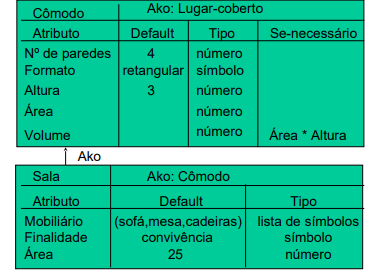 Cômodo Ako: Lugar-coberto
Atributo Default Tipo Se-necessário
Nº de paredes 4 número
Formato retangular símbolo
Altura 3 número
Área número
Volume número Área * Altura
Ako
Sala Ako: Cômodo
Atributo Default Tipo
Mobiliário (sofá,mesa,cadeiras) lista de símbolos
Finalidade convivência símbolo
Área 25 número